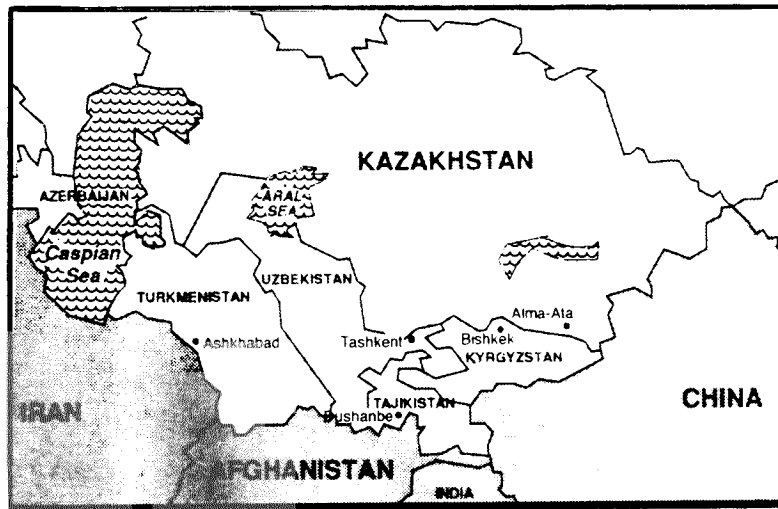 KAZAKHSTAN
AZERBAIJAN
ARAL
SEA
Caspian
Sea
UZBEKISTAN
TURKMENISTAN
Alma-Ata
Ashkhabad
Tashkent
Bishkek
KYRGYZSTAN
TAJIKISTAN
CHINA
IRAN
Dushanbe
AFGHANISTAN
INDIA